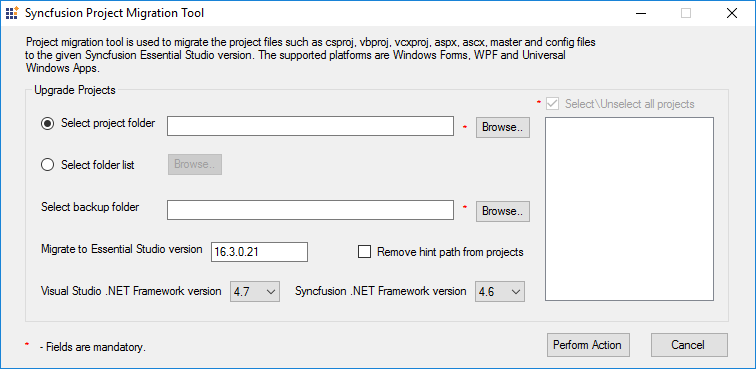 Syncfusion Project Migration Tool
Project migration tool is used to migrate the project files such as csproj, vbproj, vcxproj, aspx, ascx, master and config files
to the given Syncfusion Essential Studio version. The supported platforms are Windows Forms, WPF and Universal
Windows Apps.
Upgrade Projects
* Select\Unselect all projects
Select project folder * Browse..
Select folder list Browse..
Select backup folder * Browse..
Migrate to Essential Studio version 16.3.0.21 Remove hint path from projects
Visual Studio .NET Framework version 4.7 Syncfusion .NET Framework version 4.6
* - Fields are mandatory.
Perform Action Cancel